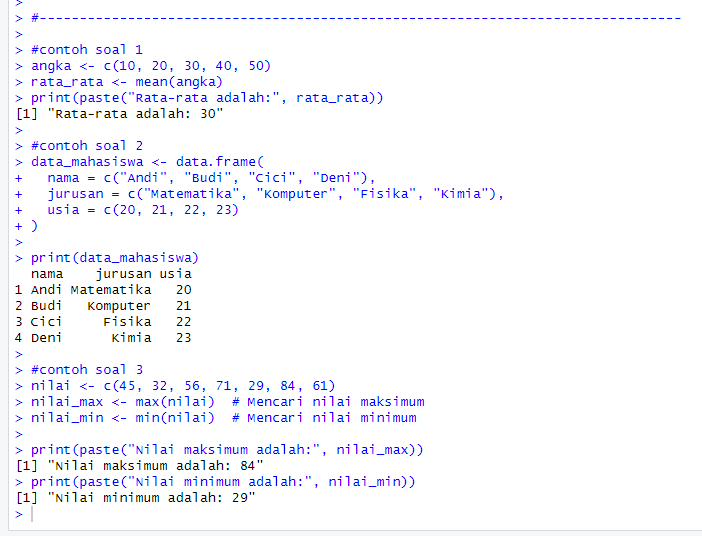 >
> #------------------------------------------------------------------------------
>
> #contoh soal 1
> angka <- c(10, 20, 30, 40, 50)
> rata_rata <- mean(angka)
> print(paste("Rata-rata adalah:", rata_rata))
[1] "Rata-rata adalah: 30"
>
> #contoh soal 2
> data_mahasiswa <- data.frame(
+   nama = c("Andi", "Budi", "Cici", "Deni"),
+   jurusan = c("Matematika", "Komputer", "Fisika", "Kimia"),
+   usia = c(20, 21, 22, 23)
+ )
>
> print(data_mahasiswa)
  nama    jurusan usia
1 Andi Matematika   20
2 Budi   Komputer   21
3 Cici     Fisika   22
4 Deni      Kimia   23
>
> #contoh soal 3
> nilai <- c(45, 32, 56, 71, 29, 84, 61)
> nilai_max <- max(nilai)  # Mencari nilai maksimum
> nilai_min <- min(nilai)  # Mencari nilai minimum
>
> print(paste("Nilai maksimum adalah:", nilai_max))
[1] "Nilai maksimum adalah: 84"
> print(paste("Nilai minimum adalah:", nilai_min))
[1] "Nilai minimum adalah: 29"
>